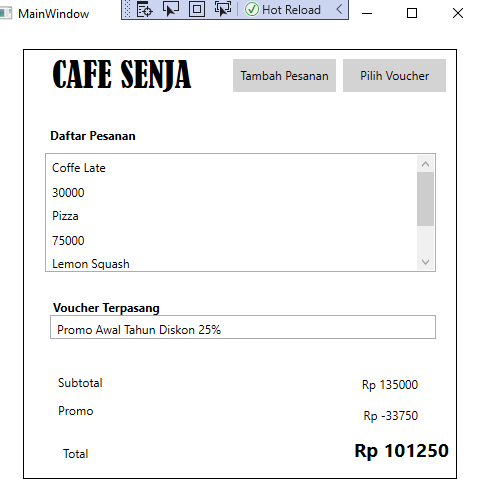 MainWindow
Hot Reload
CAFE SENJA
Tambah Pesanan
Pilih Voucher
Daftar Pesanan
Coffe Late
30000
Pizza
75000
Lemon Squash
Voucher Terpasang
Promo Awal Tahun Diskon 25%
Subtotal Rp 135000
Promo Rp -33750
Total Rp 101250